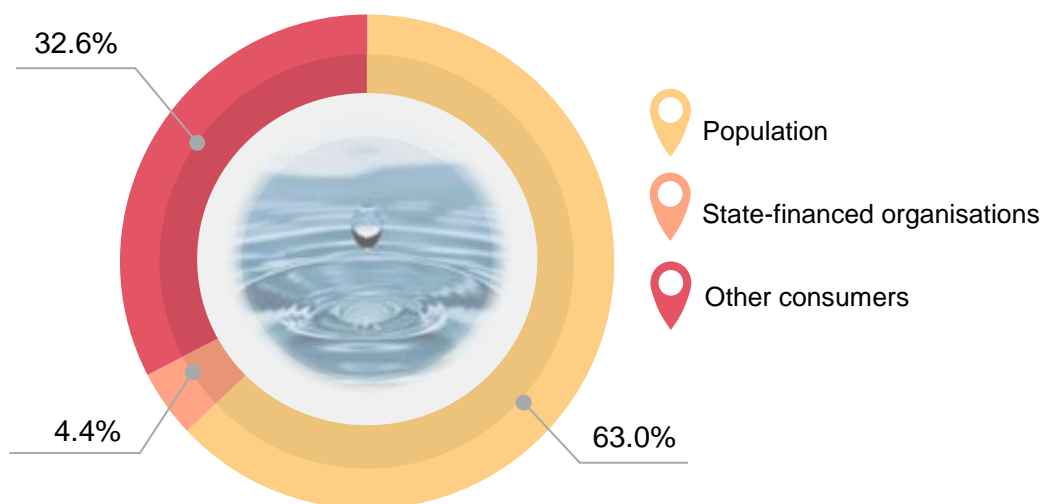 32.6%
Population
State-financed organisations
Other consumers
4.4%
63.0%